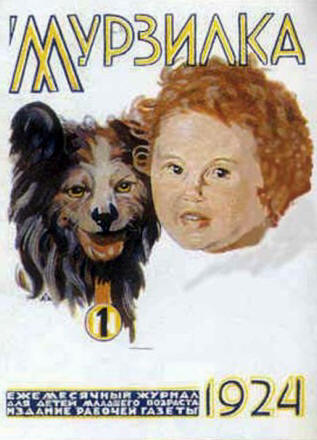 МУРЗИЛКА
1
ЕЖЕМЕСЯЧНЫЙ ЖУРНАЛ
ДЛЯ ДЕТЕЙ МЛАДШЕГО ВОЗРАСТА
ИЗДАНИЕ РАБОЧЕЙ ГАЗЕТЫ
1924